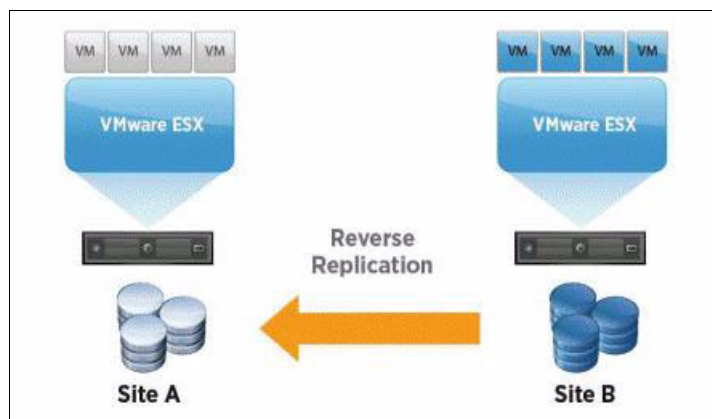 VM VM VM VM
VMware ESX
VM VM VM VM
VMware ESX
Reverse
Replication
Site A
Site B